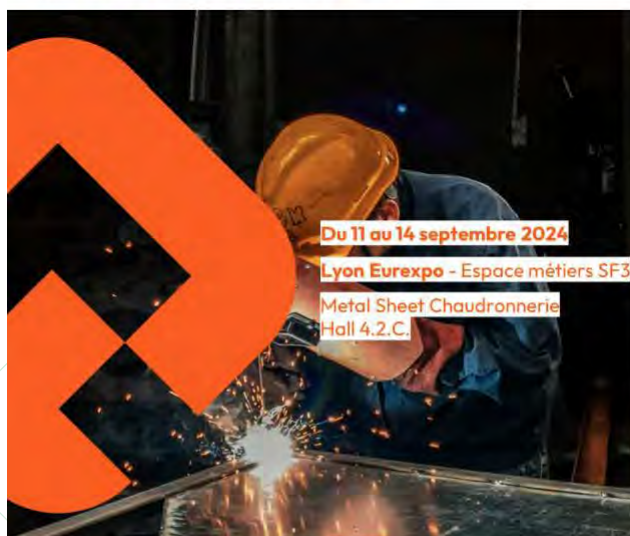 Du 11 au 14 septembre 2024
Lyon Eurexpo - Espace métiers SF3
Metal Sheet Chaudronnerie
Hall 4.2.C.